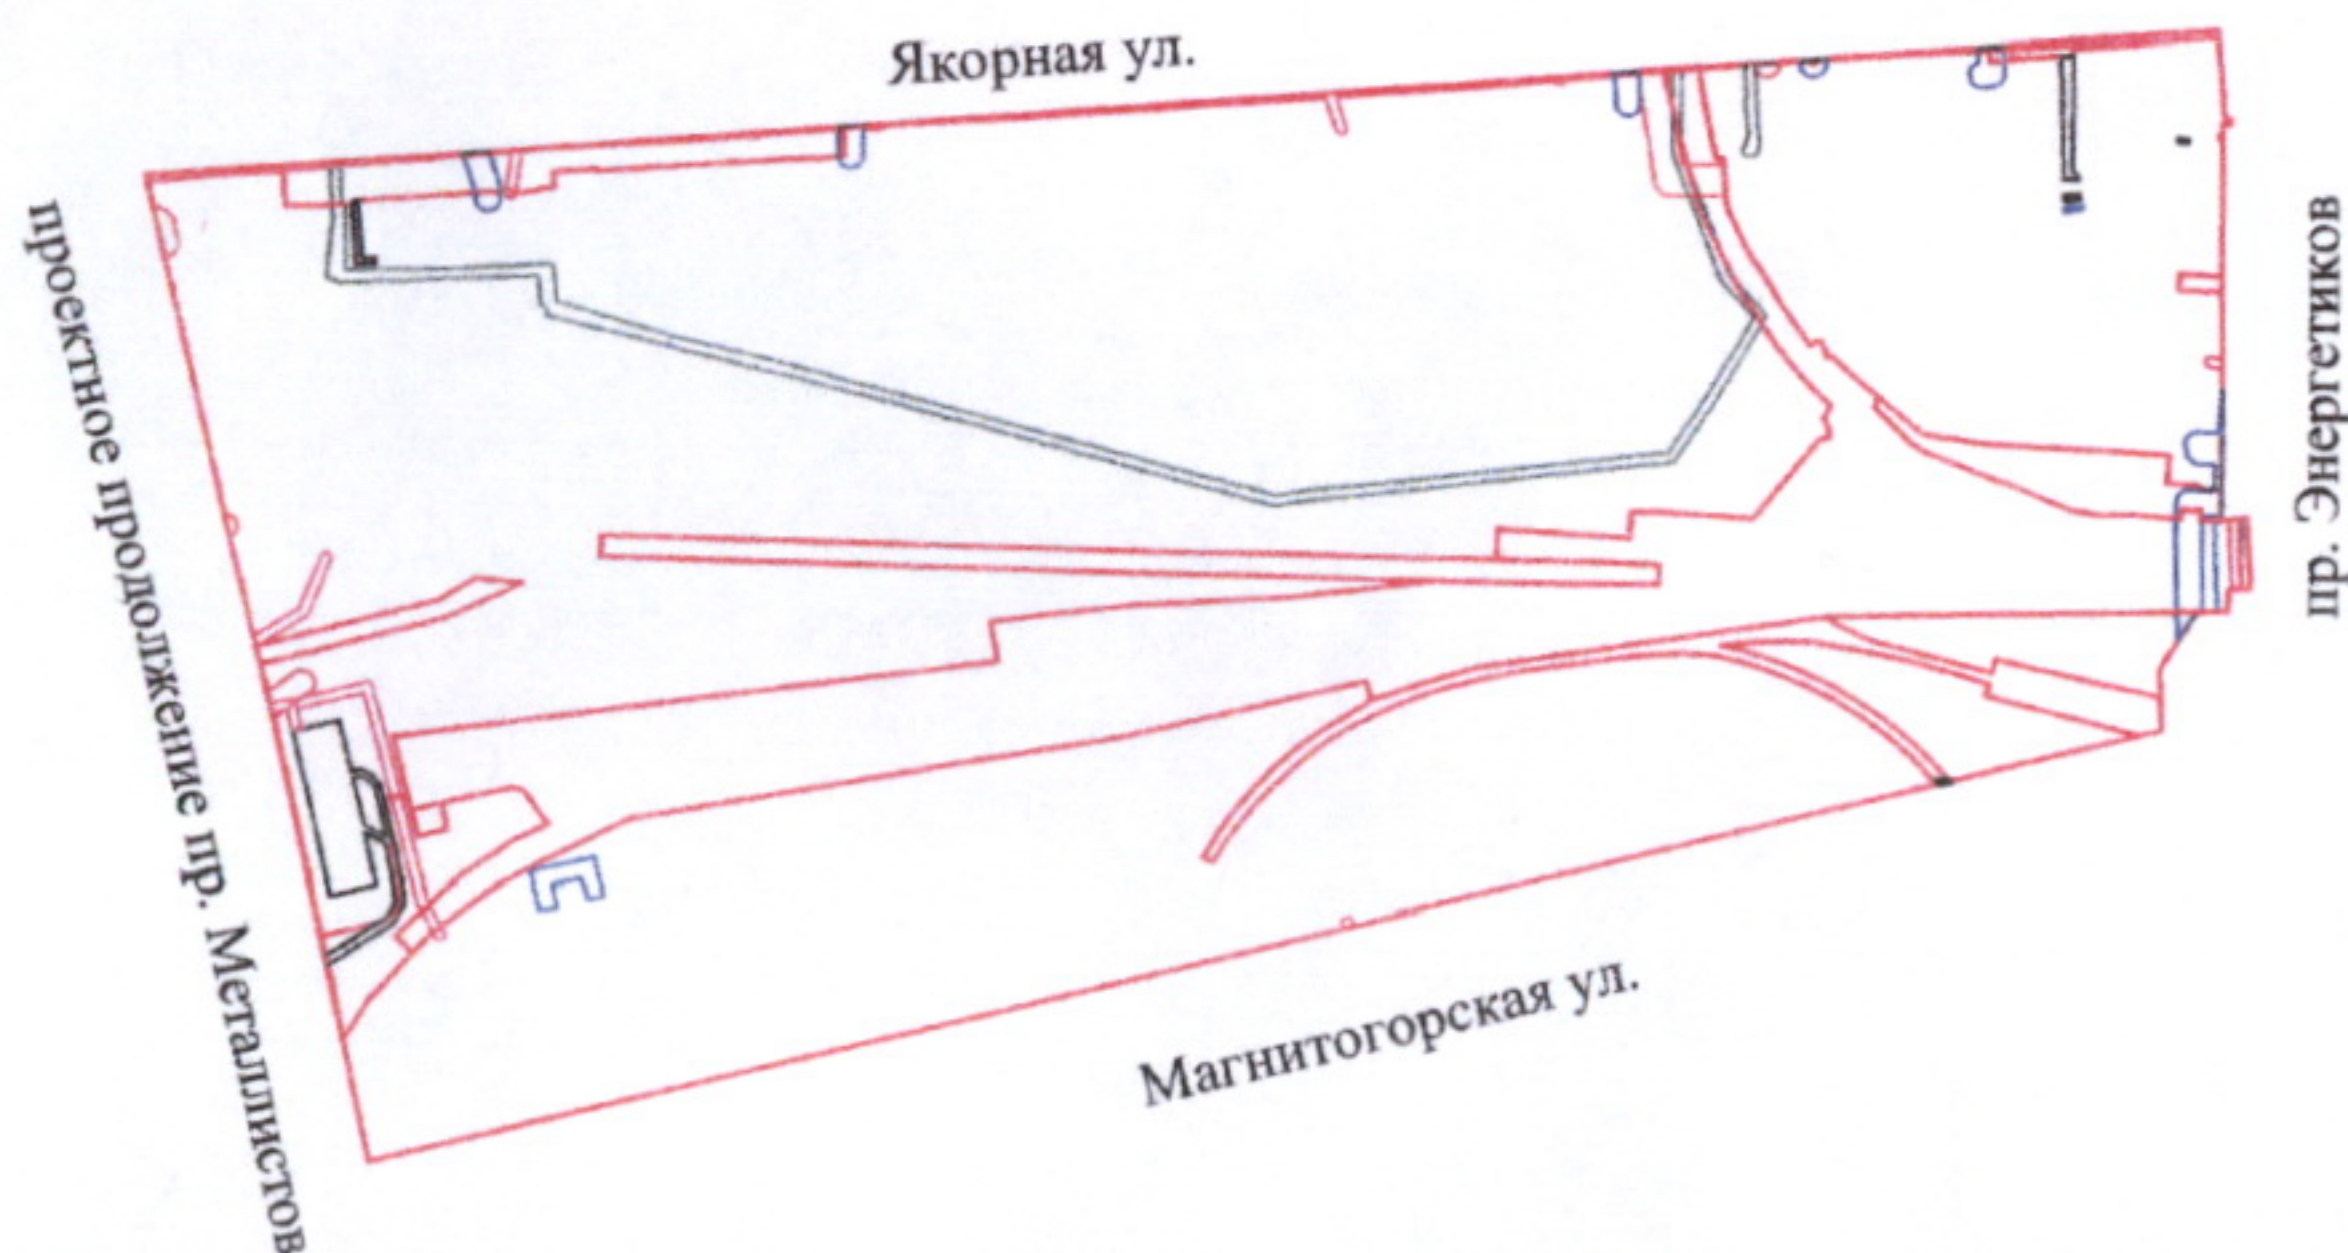 Якорная ул.
проектное продолжение пр. Металлистов
пр. Энергетиков
Магнитогорская ул.